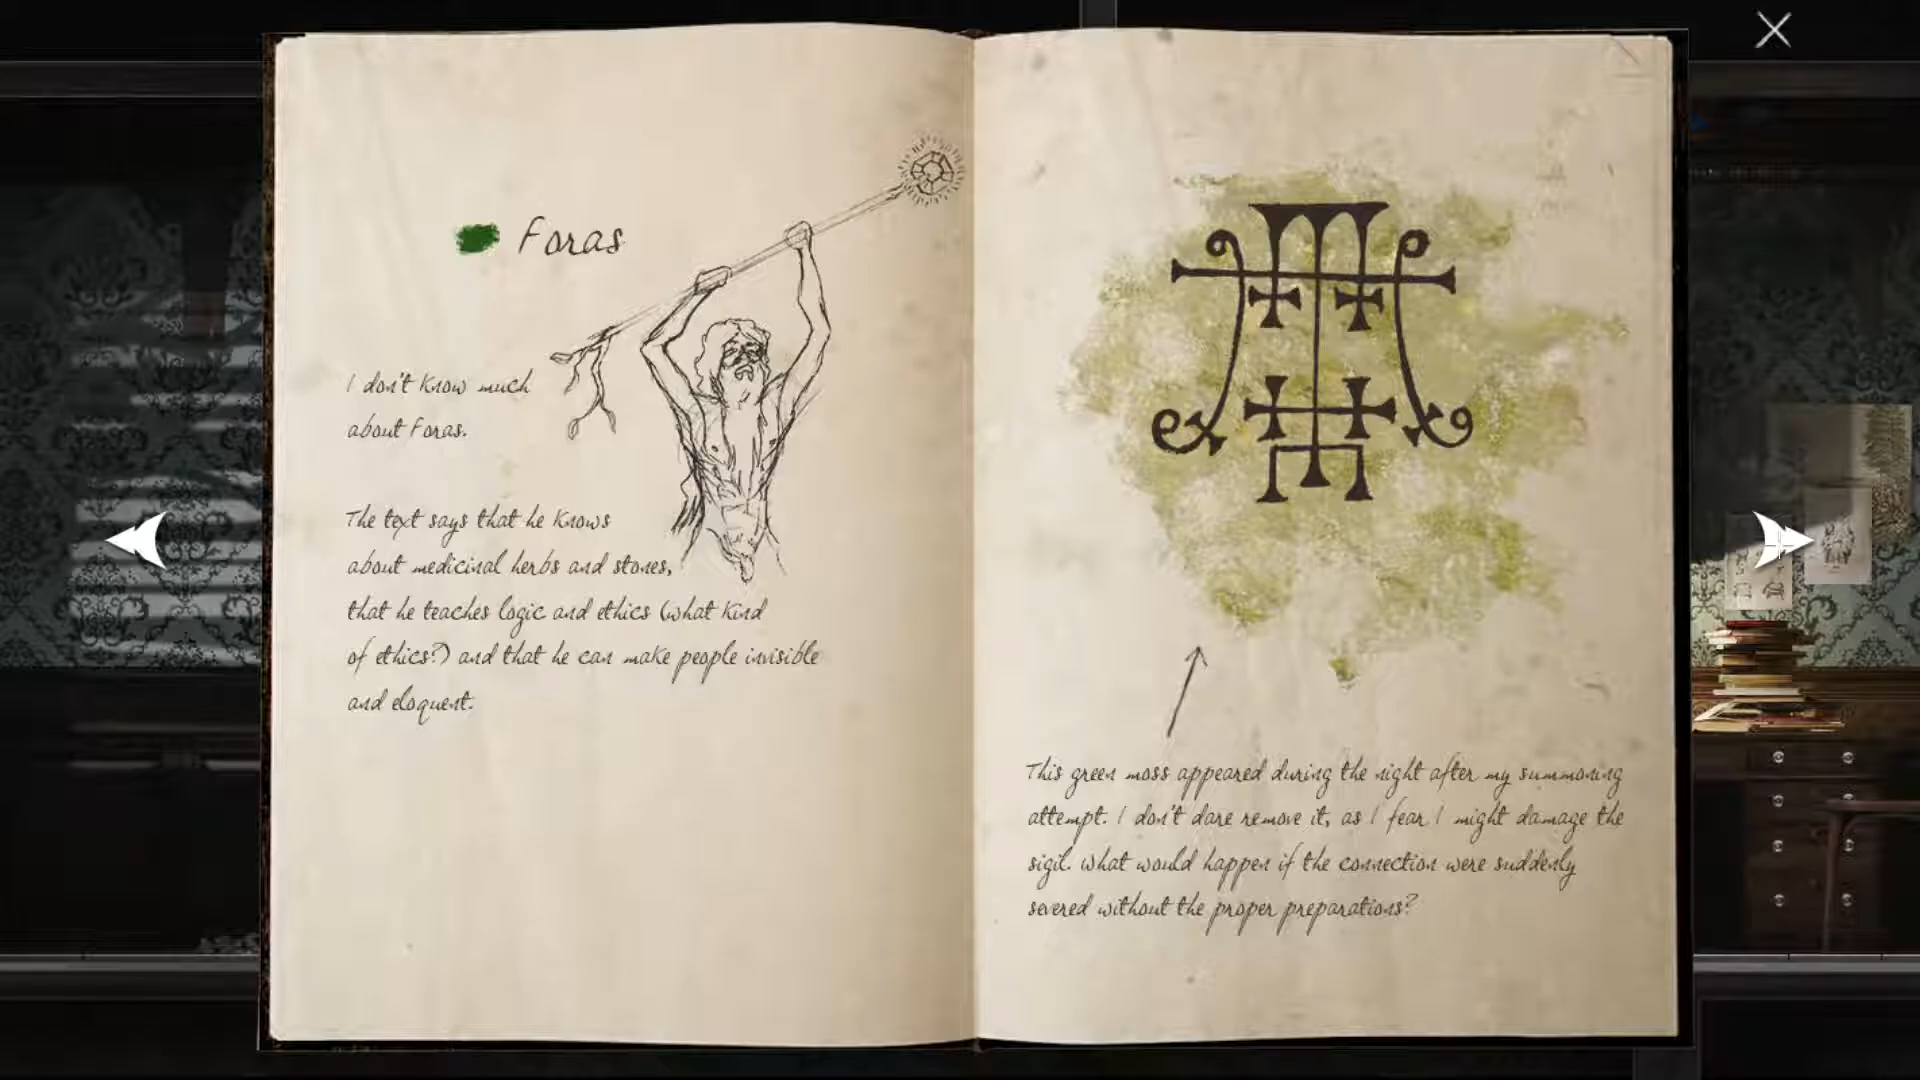 Foras
I don't know much
about Foras.
The text says that he knows
about medicinal herbs and stones,
that he teaches logic and ethics (what kind
of ethics?) and that he can make people invisible
and eloquent.
This green moss appeared during the night after my summoning
attempt. I don't dare remove it, as I fear I might damage the
sigil. What would happen if the connection were suddenly
severed without the proper preparations?